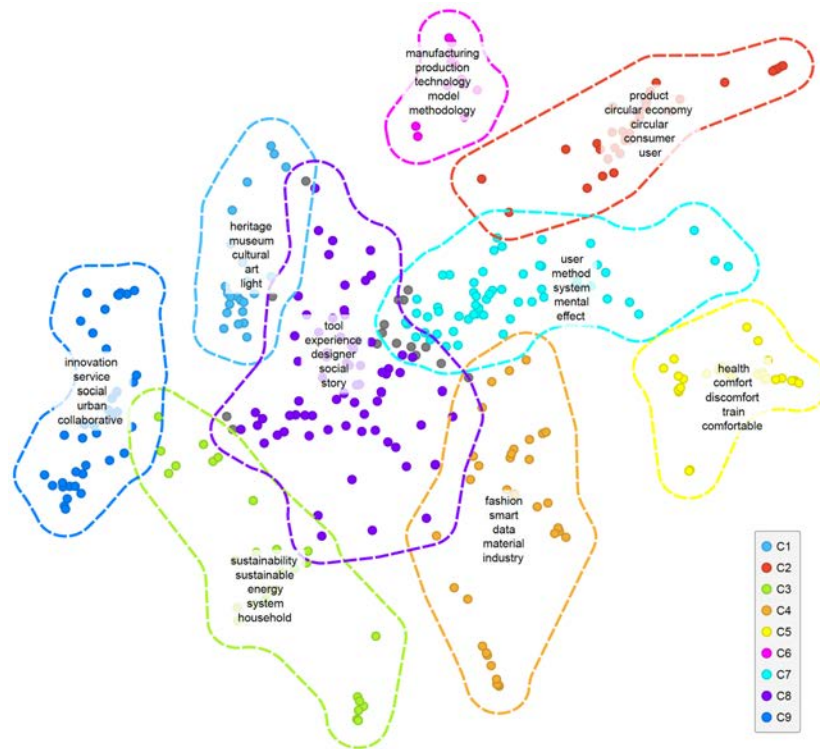 manufacturing
production
technology
model
methodology
product
circular economy
circular
consumer
user
heritage
museum
cultural
art
light
user
method
system
mental
effect
tool
experience
designer
social
story
innovation
service
social
urban
collaborative
health
comfort
discomfort
train
comfortable
fashion
smart
data
material
industry
sustainability
sustainable
energy
system
household
C1
C2
C3
C4
C5
C6
C7
C8
C9